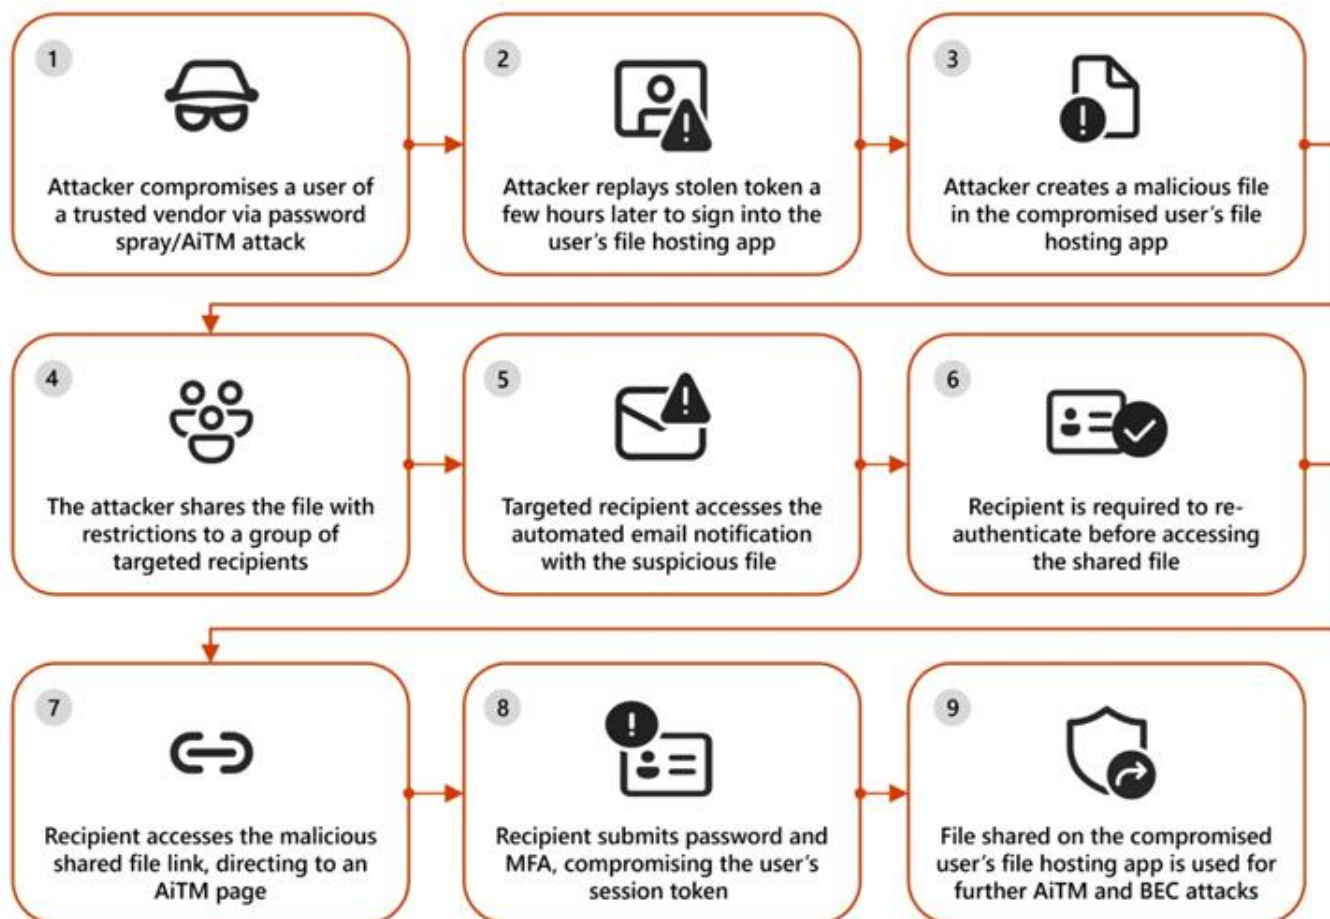 1
Attacker compromises a user of
a trusted vendor via password
spray/AiTM attack
2
Attacker replays stolen token a
few hours later to sign into the
user's file hosting app
3
Attacker creates a malicious file
in the compromised user's file
hosting app
4
The attacker shares the file with
restrictions to a group of
targeted recipients
5
Targeted recipient accesses the
automated email notification
with the suspicious file
6
Recipient is required to re-
authenticate before accessing
the shared file
7
Recipient accesses the malicious
shared file link, directing to an
AiTM page
8
Recipient submits password and
MFA, compromising the user's
session token
9
File shared on the compromised
user's file hosting app is used for
further AiTM and BEC attacks